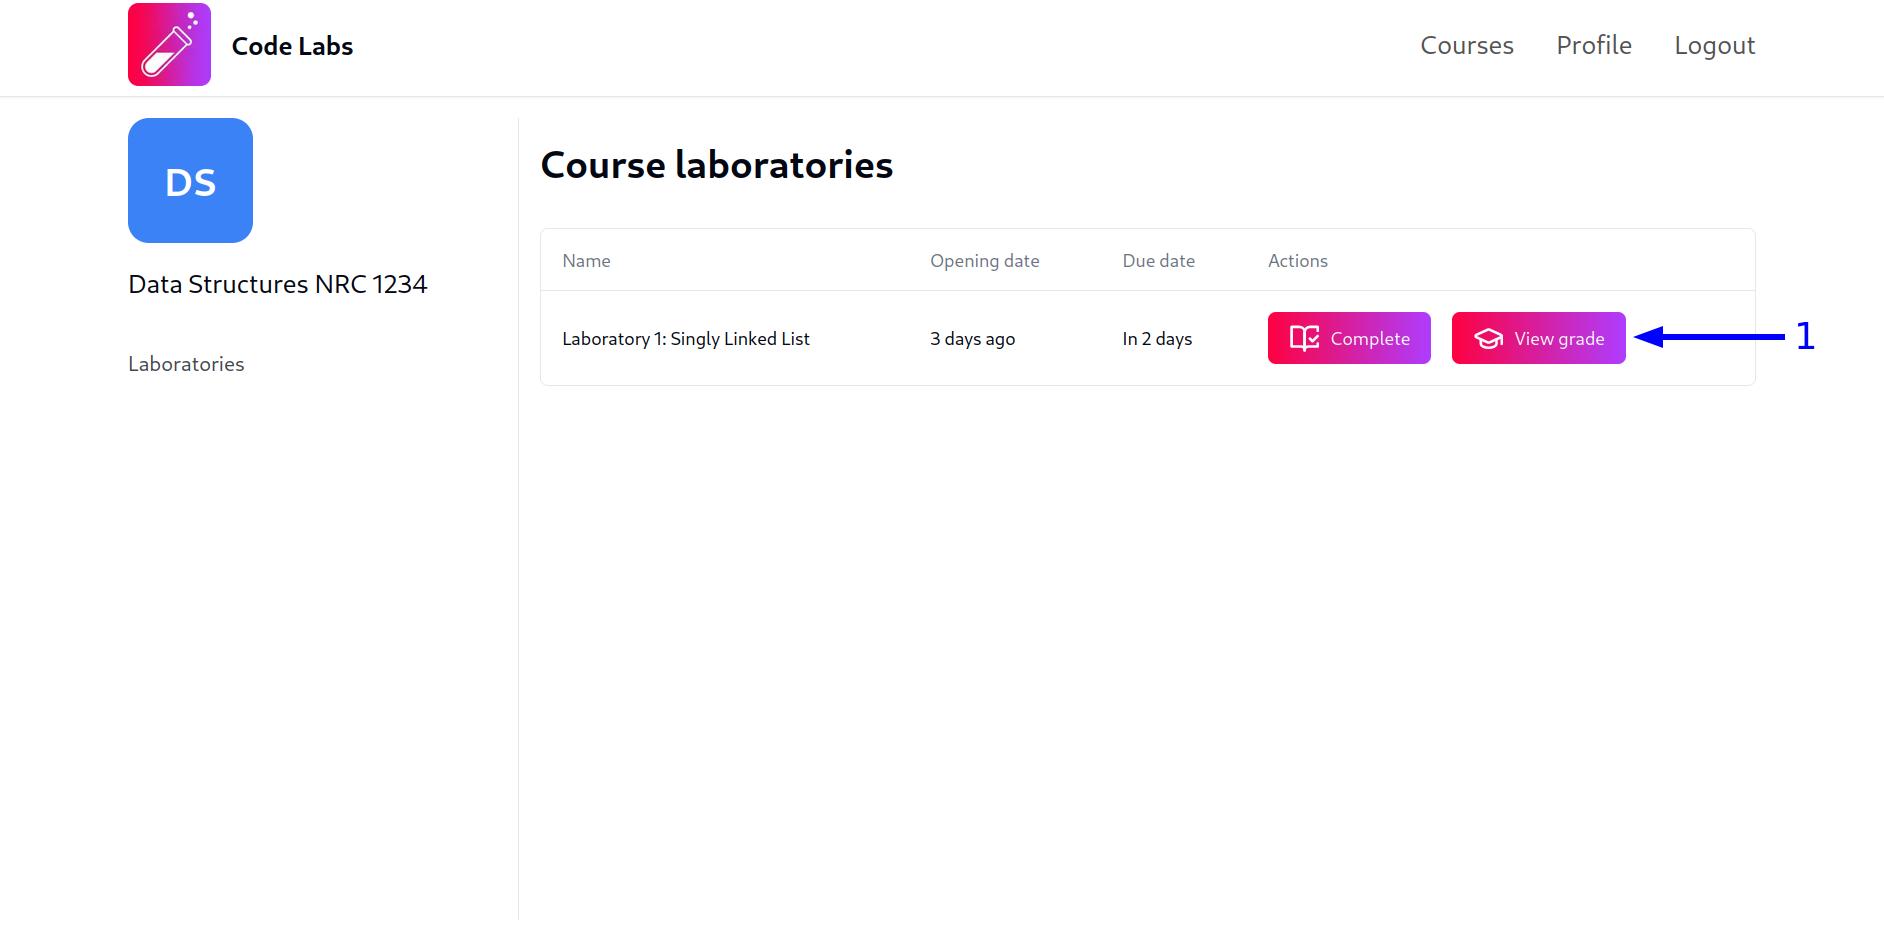 Code Labs
Courses Profile Logout
DS
Data Structures NRC 1234
Laboratories
Course laboratories
Name Opening date Due date Actions
Laboratory 1: Singly Linked List 3 days ago In 2 days Complete View grade 1